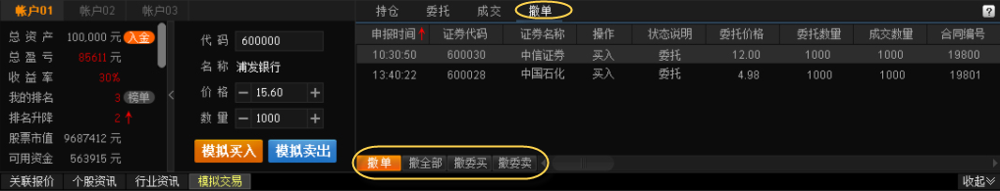 帐户01 帐户02 帐户03
总 资 产 100,000 元 入金
总 盈 亏 85611 元
收 益 率 30%
我的排名 3 榜单
排名升降 2 ↑
股票市值 9687412 元
可用资金 563915 元
代 码 600000
名 称 浦发银行
价 格 － 15.60 ＋
数 量 － 1000 ＋
模拟买入 模拟卖出
持仓 委托 成交 撤单 ?
申报时间↑ 证券代码 证券名称 操作 状态说明 委托价格 委托数量 成交数量 合同编号
10:30:50 600030 中信证券 买入 委托 12.00 1000 1000 19800
13:40:22 600028 中国石化 买入 委托 4.98 1000 1000 19801
撤单 撤全部 撤委买 撤委卖
关联报价 个股资讯 行业资讯 模拟交易 收起